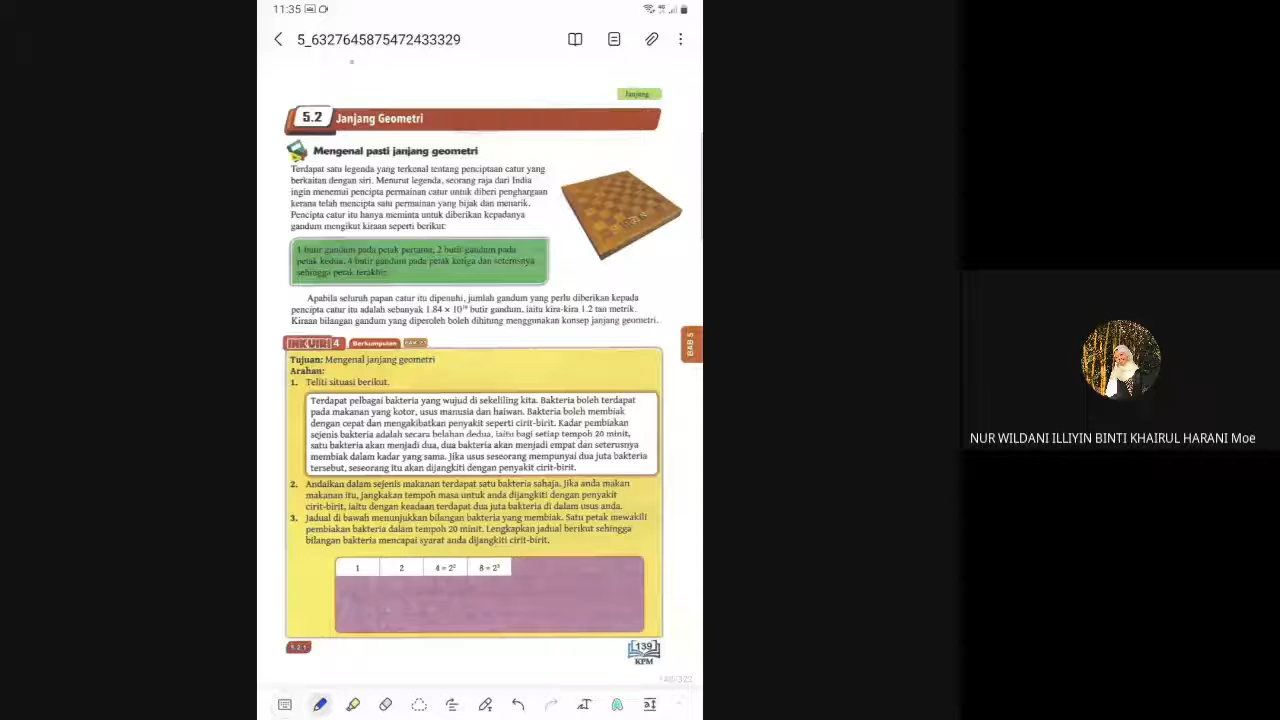 11:35
5_6327645875472433329
Janjang
5.2 Janjang Geometri
Mengenal pasti janjang geometri
Terdapat satu legenda yang terkenal tentang penciptaan catur yang
berkaitan dengan siri. Menurut legenda, seorang raja dari India
ingin menemui pencipta permainan catur untuk diberi penghargaan
kerana telah mencipta satu permainan yang bijak dan menarik.
Pencipta catur itu hanya meminta untuk diberikan kepadanya
gandum mengikut kiraan seperti berikut:
1 butir gandum pada petak pertama, 2 butir gandum pada
petak kedua, 4 butir gandum pada petak ketiga dan seterusnya
sehingga petak terakhir.
Apabila seluruh papan catur itu dipenuhi, jumlah gandum yang perlu diberikan kepada
pencipta catur itu adalah sebanyak 1.84 × 10¹⁹ butir gandum, iaitu kira-kira 1.2 tan metrik.
Kiraan bilangan gandum yang diperoleh boleh dihitung menggunakan konsep janjang geometri.
INKUIRI 4 Berkumpulan PAK-21
BAB 5
Tujuan: Mengenal janjang geometri
Arahan:
1. Teliti situasi berikut.
Terdapat pelbagai bakteria yang wujud di sekeliling kita. Bakteria boleh terdapat
pada makanan yang kotor, usus manusia dan haiwan. Bakteria boleh membiak
dengan cepat dan mengakibatkan penyakit seperti cirit-birit. Kadar pembiakan
sejenis bakteria adalah secara belahan dedua, iaitu bagi setiap tempoh 20 minit,
satu bakteria akan menjadi dua, dua bakteria akan menjadi empat dan seterusnya
membiak dalam kadar yang sama. Jika usus seseorang mempunyai dua juta bakteria
tersebut, seseorang itu akan dijangkiti dengan penyakit cirit-birit.
2. Andaikan dalam sejenis makanan terdapat satu bakteria sahaja. Jika anda makan
makanan itu, jangkakan tempoh masa untuk anda dijangkiti dengan penyakit
cirit-birit, iaitu dengan keadaan terdapat dua juta bakteria di dalam usus anda.
3. Jadual di bawah menunjukkan bilangan bakteria yang membiak. Satu petak mewakili
pembiakan bakteria dalam tempoh 20 minit. Lengkapkan jadual berikut sehingga
bilangan bakteria mencapai syarat anda dijangkiti cirit-birit.
1 2 4 = 2² 8 = 2³
5.2.1
139
KPM
148/322
NUR WILDANI ILLIYIN BINTI KHAIRUL HARANI Moe